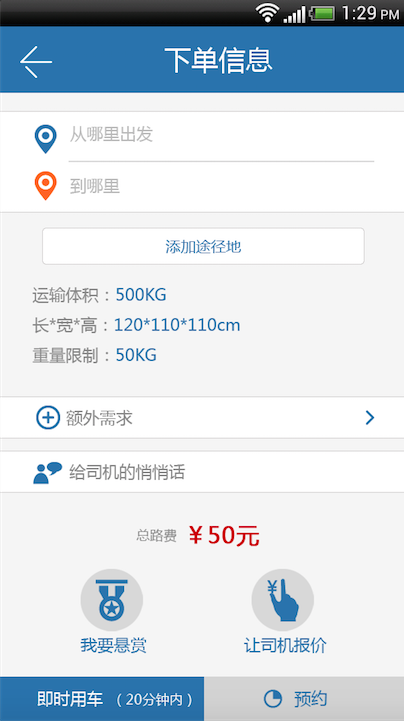 1:29 PM
下单信息
从哪里出发
到哪里
添加途径地
运输体积：500KG
长*宽*高：120*110*110cm
重量限制：50KG
额外需求
给司机的悄悄话
总路费 ￥50元
我要悬赏 让司机报价
即时用车（20分钟内） 预约